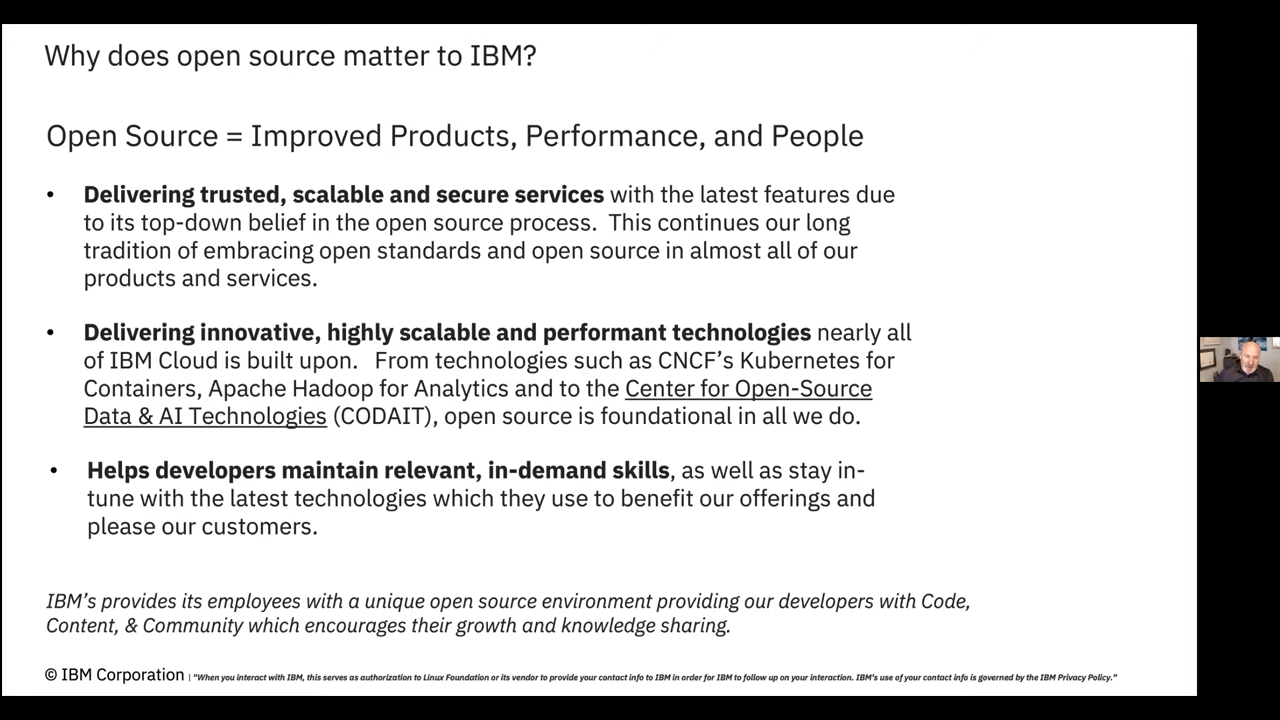 Why does open source matter to IBM?
Open Source = Improved Products, Performance, and People
• Delivering trusted, scalable and secure services with the latest features due
to its top-down belief in the open source process.  This continues our long
tradition of embracing open standards and open source in almost all of our
products and services.
• Delivering innovative, highly scalable and performant technologies nearly all
of IBM Cloud is built upon.   From technologies such as CNCF’s Kubernetes for
Containers, Apache Hadoop for Analytics and to the Center for Open-Source
Data & AI Technologies (CODAIT), open source is foundational in all we do.
• Helps developers maintain relevant, in-demand skills, as well as stay in-
tune with the latest technologies which they use to benefit our offerings and
please our customers.
IBM’s provides its employees with a unique open source environment providing our developers with Code,
Content, & Community which encourages their growth and knowledge sharing.
© IBM Corporation | "When you interact with IBM, this serves as authorization to Linux Foundation or its vendor to provide your contact info to IBM in order for IBM to follow up on your interaction. IBM's use of your contact info is governed by the IBM Privacy Policy."